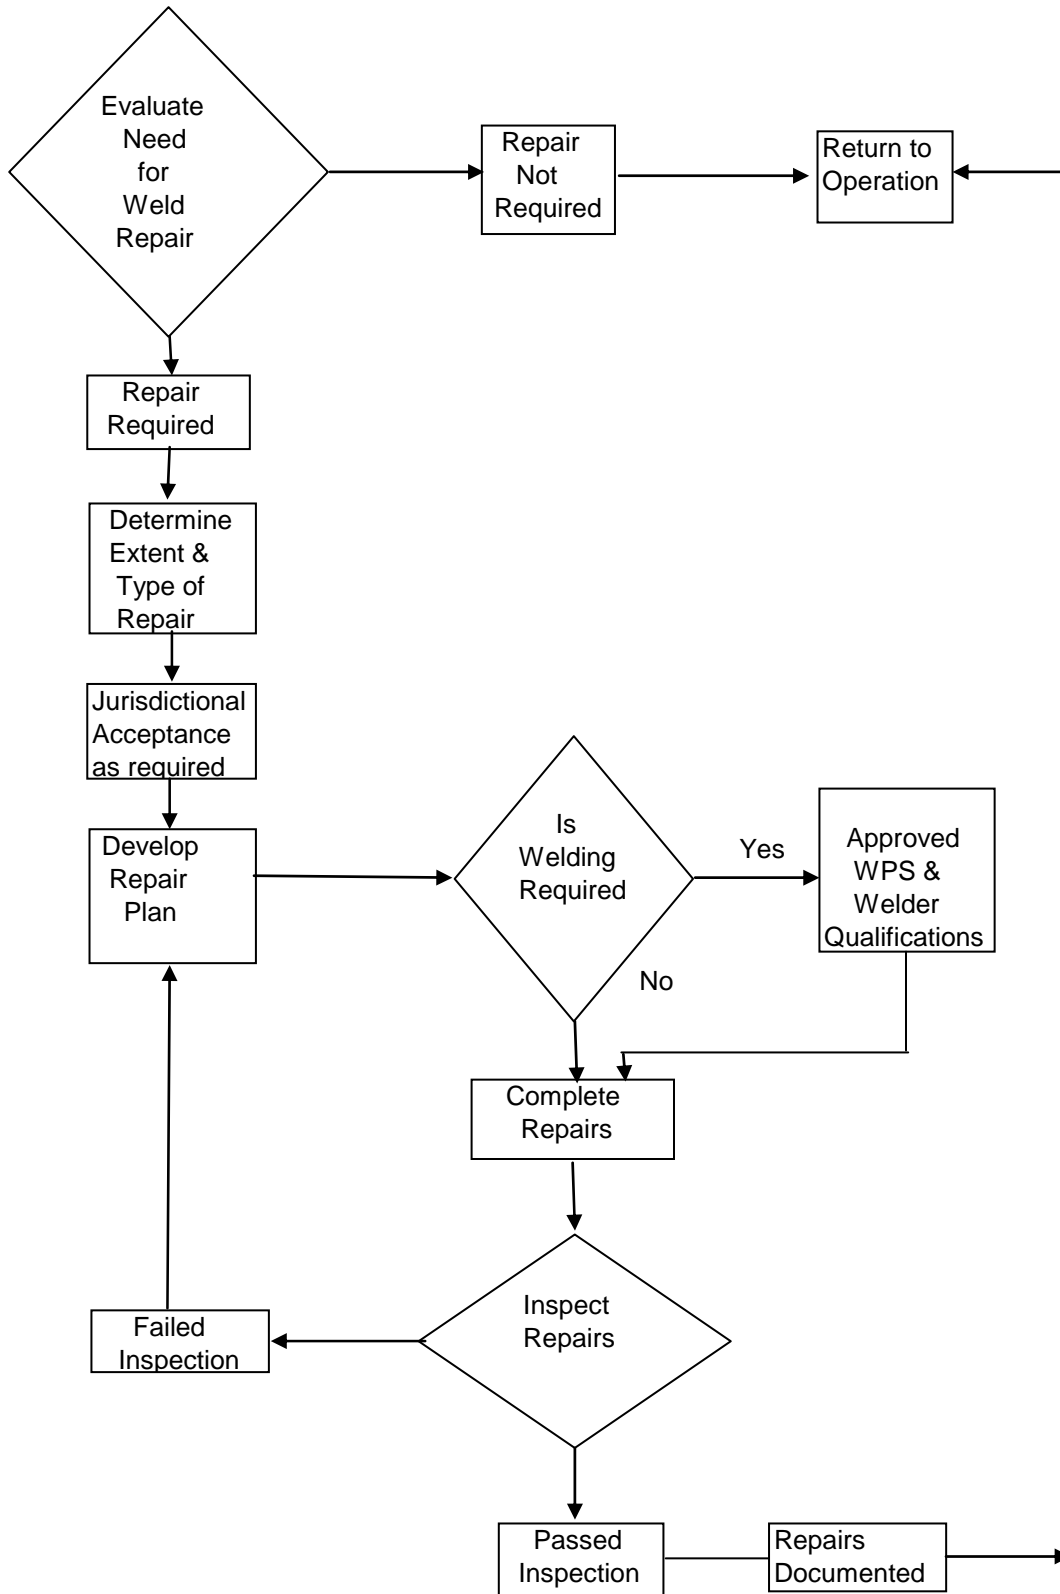 Evaluate
Need
for
Weld
Repair
Repair
Not
Required
Return to
Operation
Repair
Required
Determine
Extent &
Type of
Repair
Jurisdictional
Acceptance
as required
Develop
Repair
Plan
Is
Welding
Required
Yes
No
Approved
WPS &
Welder
Qualifications
Complete
Repairs
Inspect
Repairs
Failed
Inspection
Passed
Inspection
Repairs
Documented